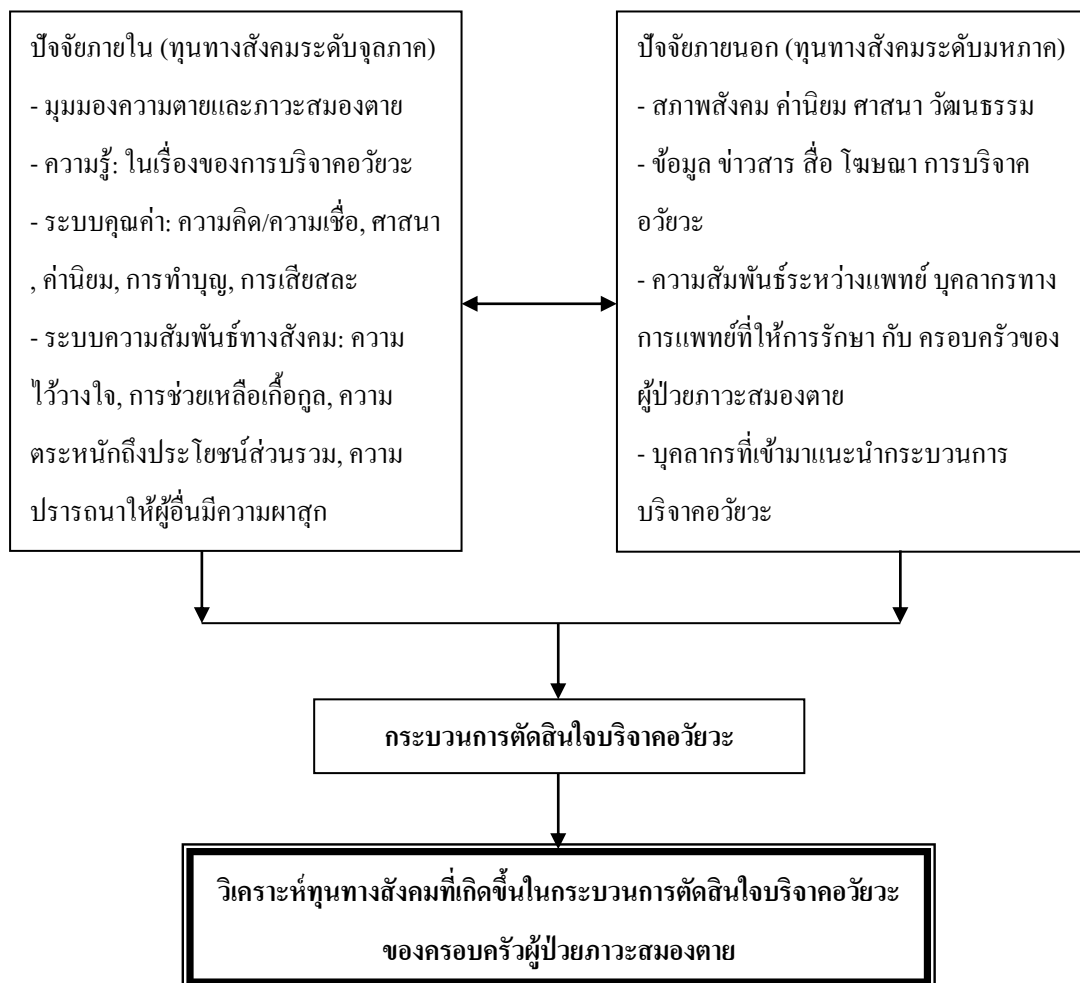 ปัจจัยภายใน (ทุนทางสังคมระดับจุลภาค)
- มุมมองความตายและภาวะสมองตาย
- ความรู้: ในเรื่องของการบริจาคอวัยวะ
- ระบบคุณค่า: ความคิด/ความเชื่อ, ศาสนา
, ค่านิยม, การทำบุญ, การเสียสละ
- ระบบความสัมพันธ์ทางสังคม: ความ
ไว้วางใจ, การช่วยเหลือเกื้อกูล, ความ
ตระหนักถึงประโยชน์ส่วนรวม, ความ
ปรารถนาให้ผู้อื่นมีความผาสุก
ปัจจัยภายนอก (ทุนทางสังคมระดับมหภาค)
- สภาพสังคม ค่านิยม ศาสนา วัฒนธรรม
- ข้อมูล ข่าวสาร สื่อ โฆษณา การบริจาค
อวัยวะ
- ความสัมพันธ์ระหว่างแพทย์ บุคลากรทาง
การแพทย์ที่ให้การรักษา กับ ครอบครัวของ
ผู้ป่วยภาวะสมองตาย
- บุคลากรที่เข้ามาแนะนำกระบวนการ
บริจาคอวัยวะ
กระบวนการตัดสินใจบริจาคอวัยวะ
วิเคราะห์ทุนทางสังคมที่เกิดขึ้นในกระบวนการตัดสินใจบริจาคอวัยวะ
ของครอบครัวผู้ป่วยภาวะสมองตาย